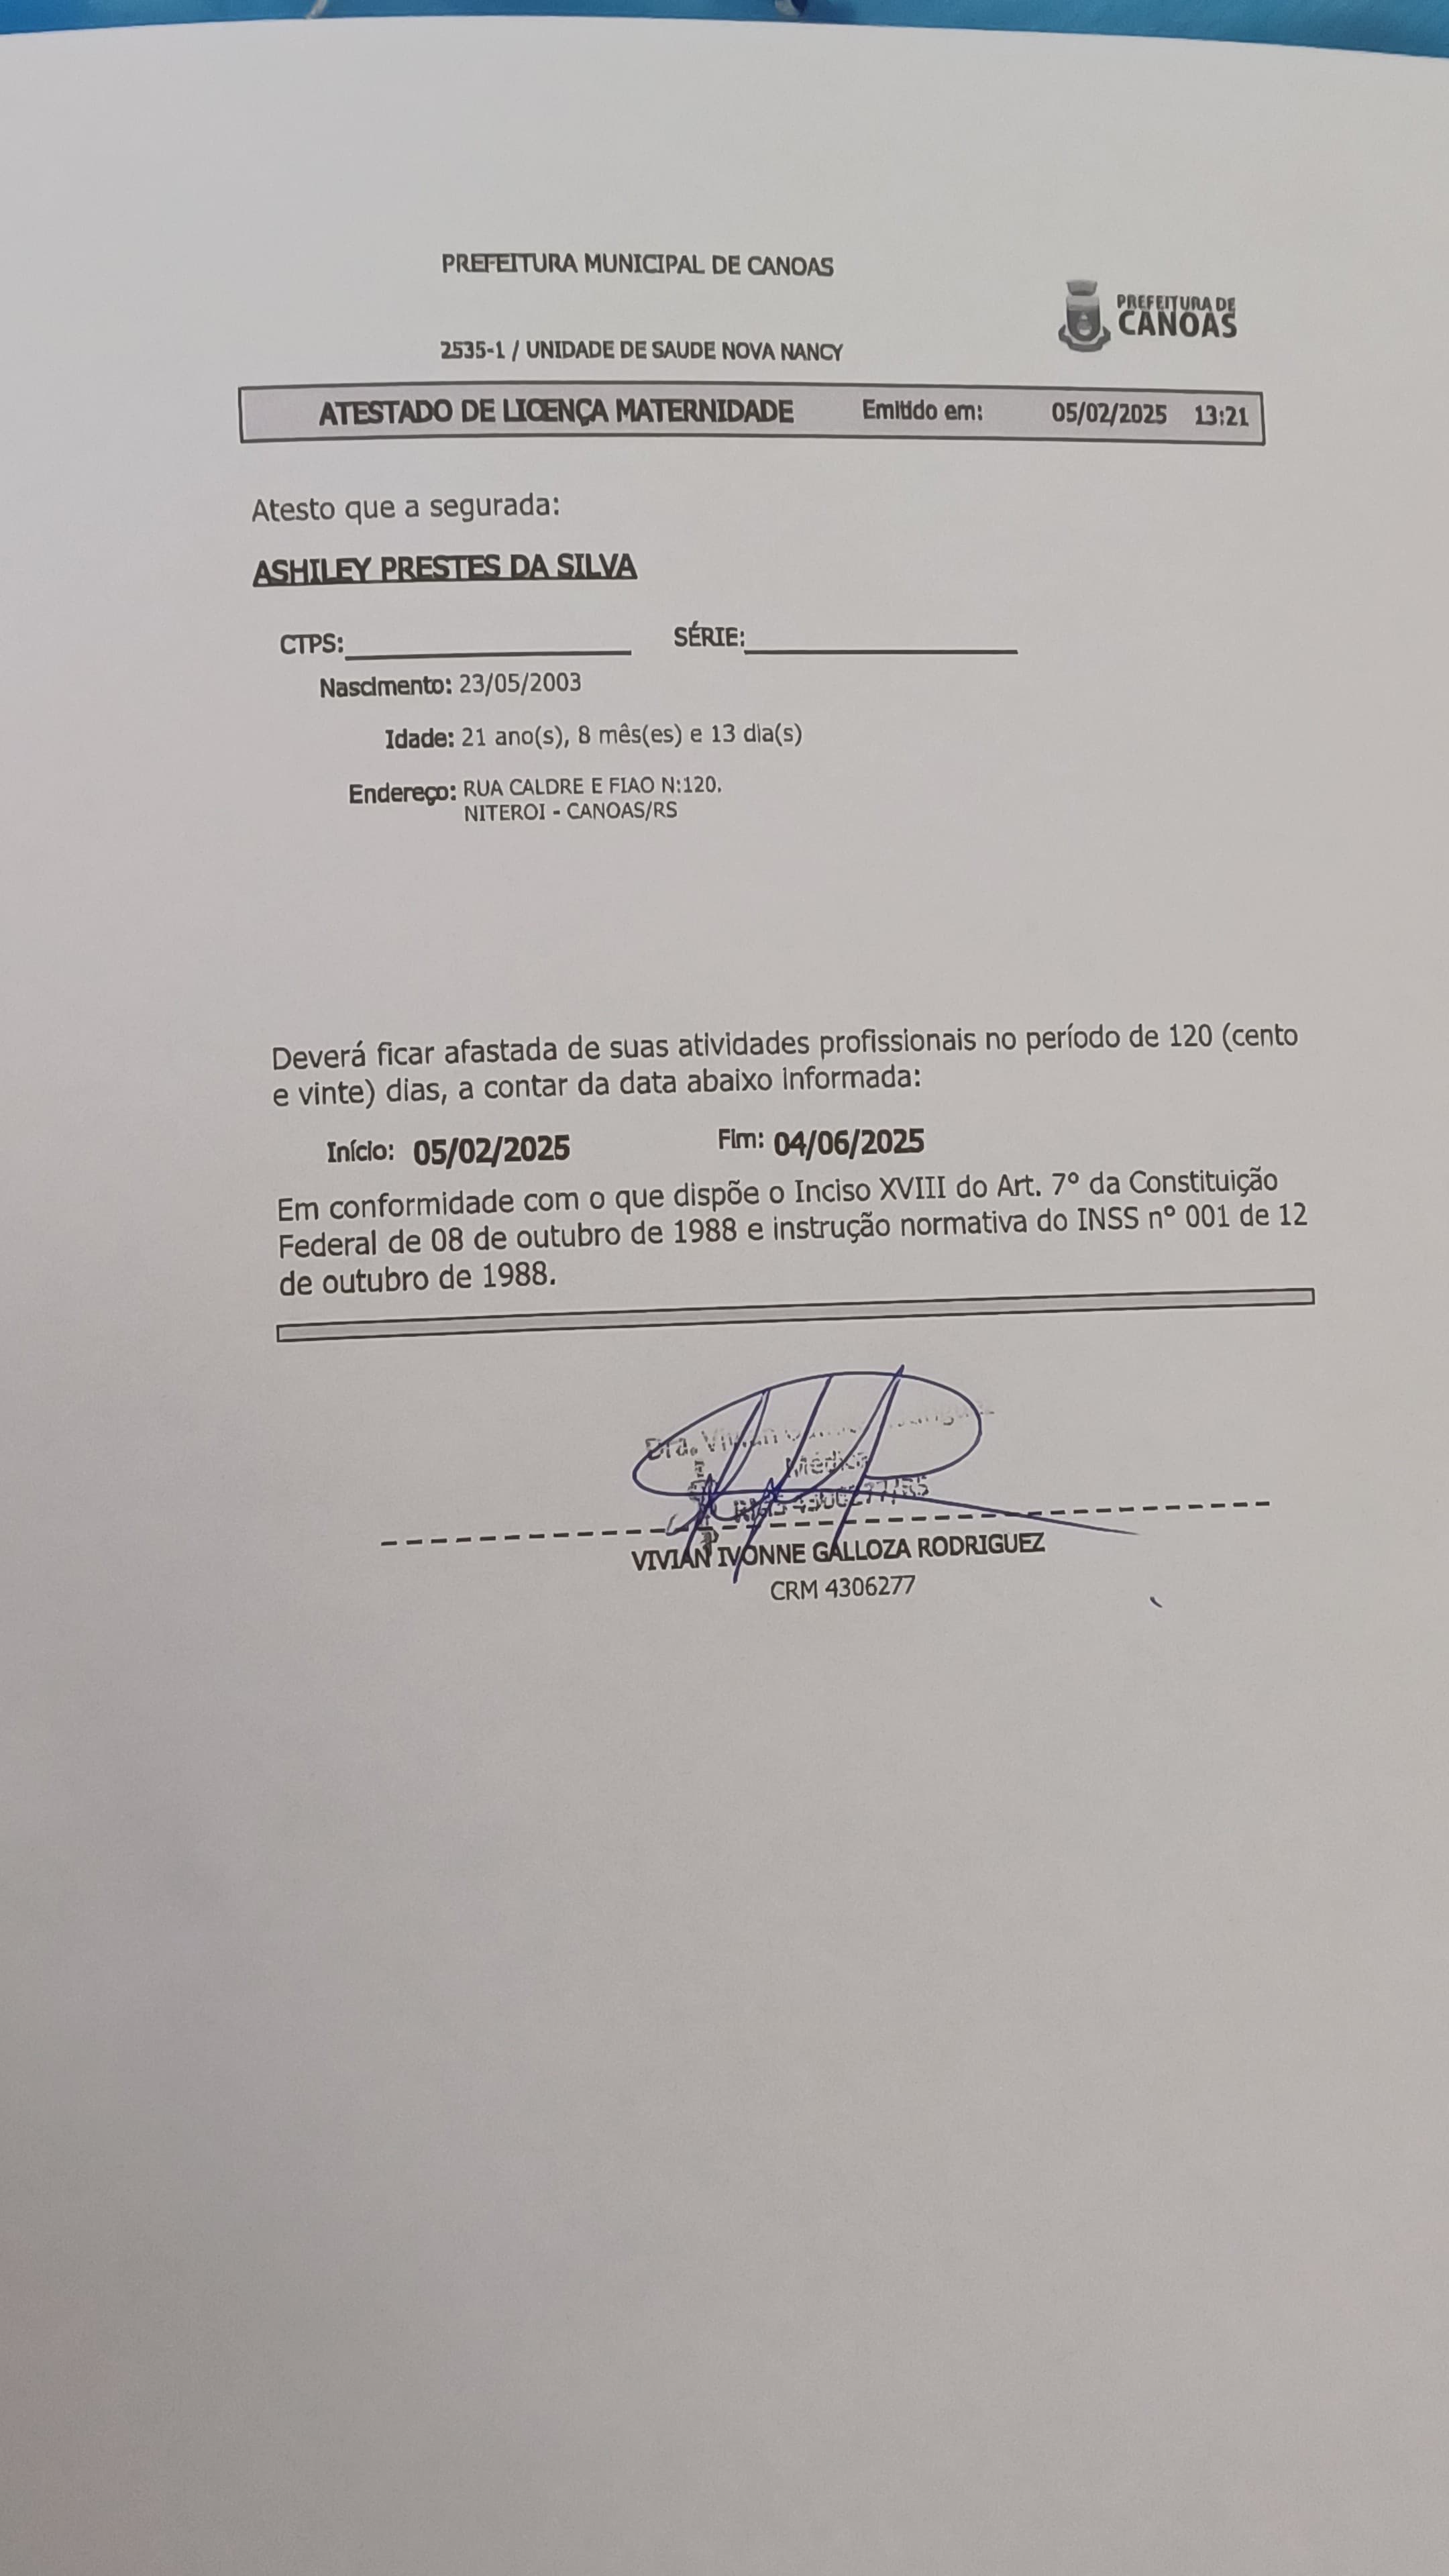 PREFEITURA MUNICIPAL DE CANOAS
PREFEITURA DE
CANOAS
2535-1 / UNIDADE DE SAUDE NOVA NANCY
ATESTADO DE LICENÇA MATERNIDADE Emitido em: 05/02/2025 13:21
Atesto que a segurada:
ASHILEY PRESTES DA SILVA
CTPS: SÉRIE:
Nascimento: 23/05/2003
Idade: 21 ano(s), 8 mês(es) e 13 dia(s)
Endereço: RUA CALDRE E FIAO N:120.
NITEROI - CANOAS/RS
Deverá ficar afastada de suas atividades profissionais no período de 120 (cento
e vinte) dias, a contar da data abaixo informada:
Início: 05/02/2025 Fim: 04/06/2025
Em conformidade com o que dispõe o Inciso XVIII do Art. 7º da Constituição
Federal de 08 de outubro de 1988 e instrução normativa do INSS nº 001 de 12
de outubro de 1988.
Dra. Vivian
Médica
VIVIAN IVONNE GALLOZA RODRIGUEZ
CRM 4306277